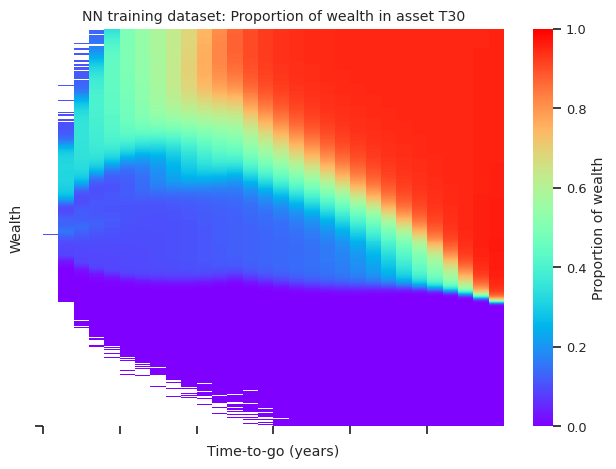 NN training dataset: Proportion of wealth in asset T30
Wealth
Time-to-go (years)
1.0
0.8
0.6
0.4
0.2
0.0
Proportion of wealth